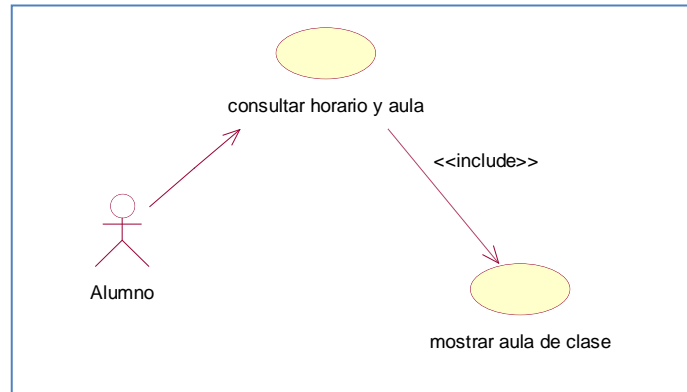 consultar horario y aula
<<include>>
Alumno
mostrar aula de clase